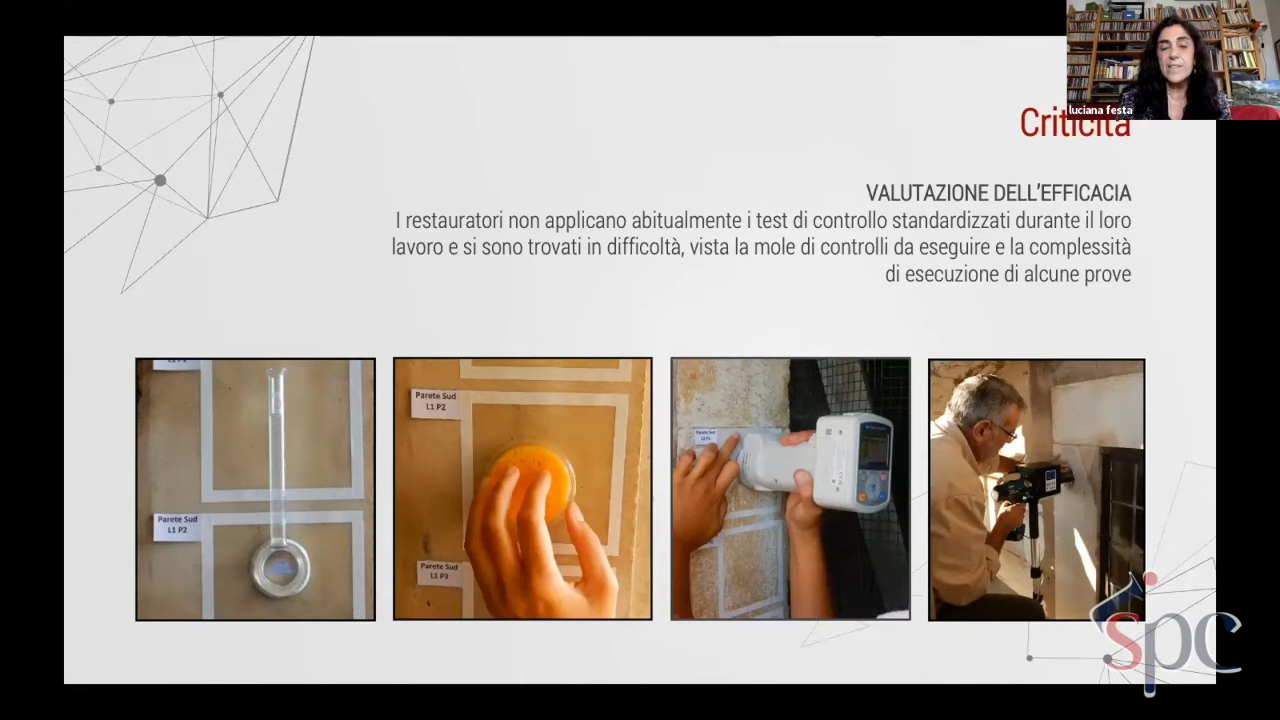 luciana festa
Criticità
VALUTAZIONE DELL'EFFICACIA
I restauratori non applicano abitualmente i test di controllo standardizzati durante il loro
lavoro e si sono trovati in difficoltà, vista la mole di controlli da eseguire e la complessità
di esecuzione di alcune prove
Parete Sud
L1 P2
Parete Sud
L1 P2
Parete Sud
Parete Sud
spc